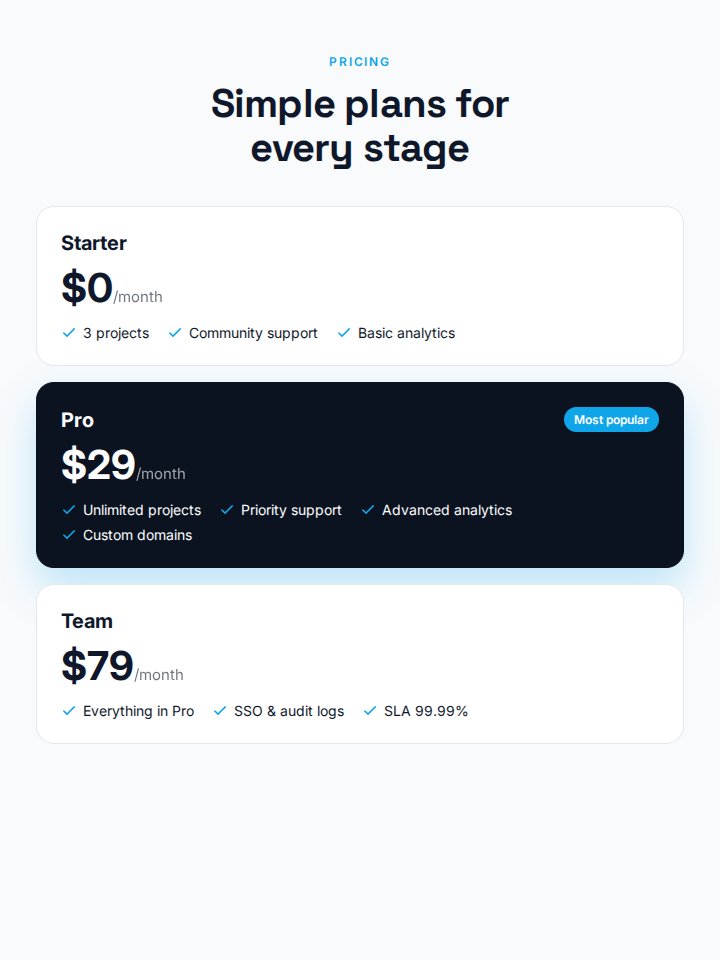 PRICING
Simple plans for
every stage
Starter
$0/month
3 projects Community support Basic analytics
Pro Most popular
$29/month
Unlimited projects Priority support Advanced analytics
Custom domains
Team
$79/month
Everything in Pro SSO & audit logs SLA 99.99%